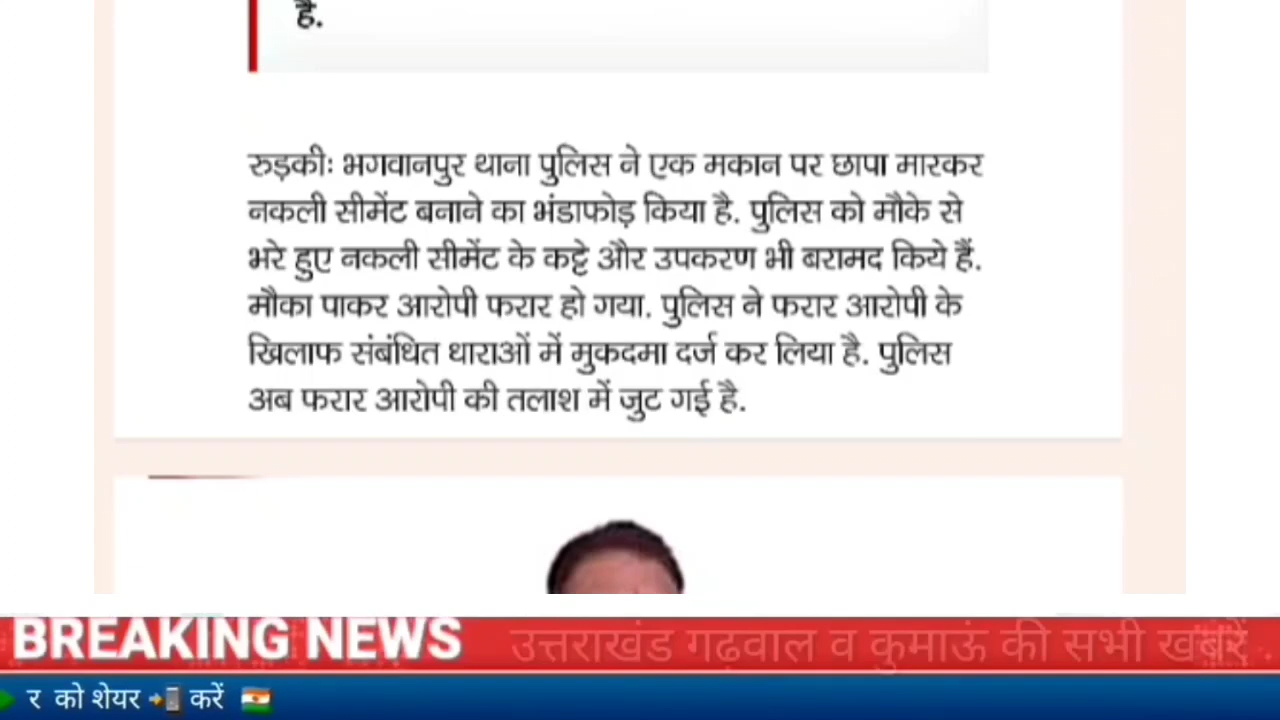 है.
रुड़कीः भगवानपुर थाना पुलिस ने एक मकान पर छापा मारकर
नकली सीमेंट बनाने का भंडाफोड़ किया है. पुलिस को मौके से
भरे हुए नकली सीमेंट के कट्टे और उपकरण भी बरामद किये हैं.
मौका पाकर आरोपी फरार हो गया. पुलिस ने फरार आरोपी के
खिलाफ संबंधित धाराओं में मुकदमा दर्ज कर लिया है. पुलिस
अब फरार आरोपी की तलाश में जुट गई है.
BREAKING NEWS उत्तराखंड गढ़वाल व कुमाऊं की सभी खबरें
र को शेयर 📲 करें 🇮🇳